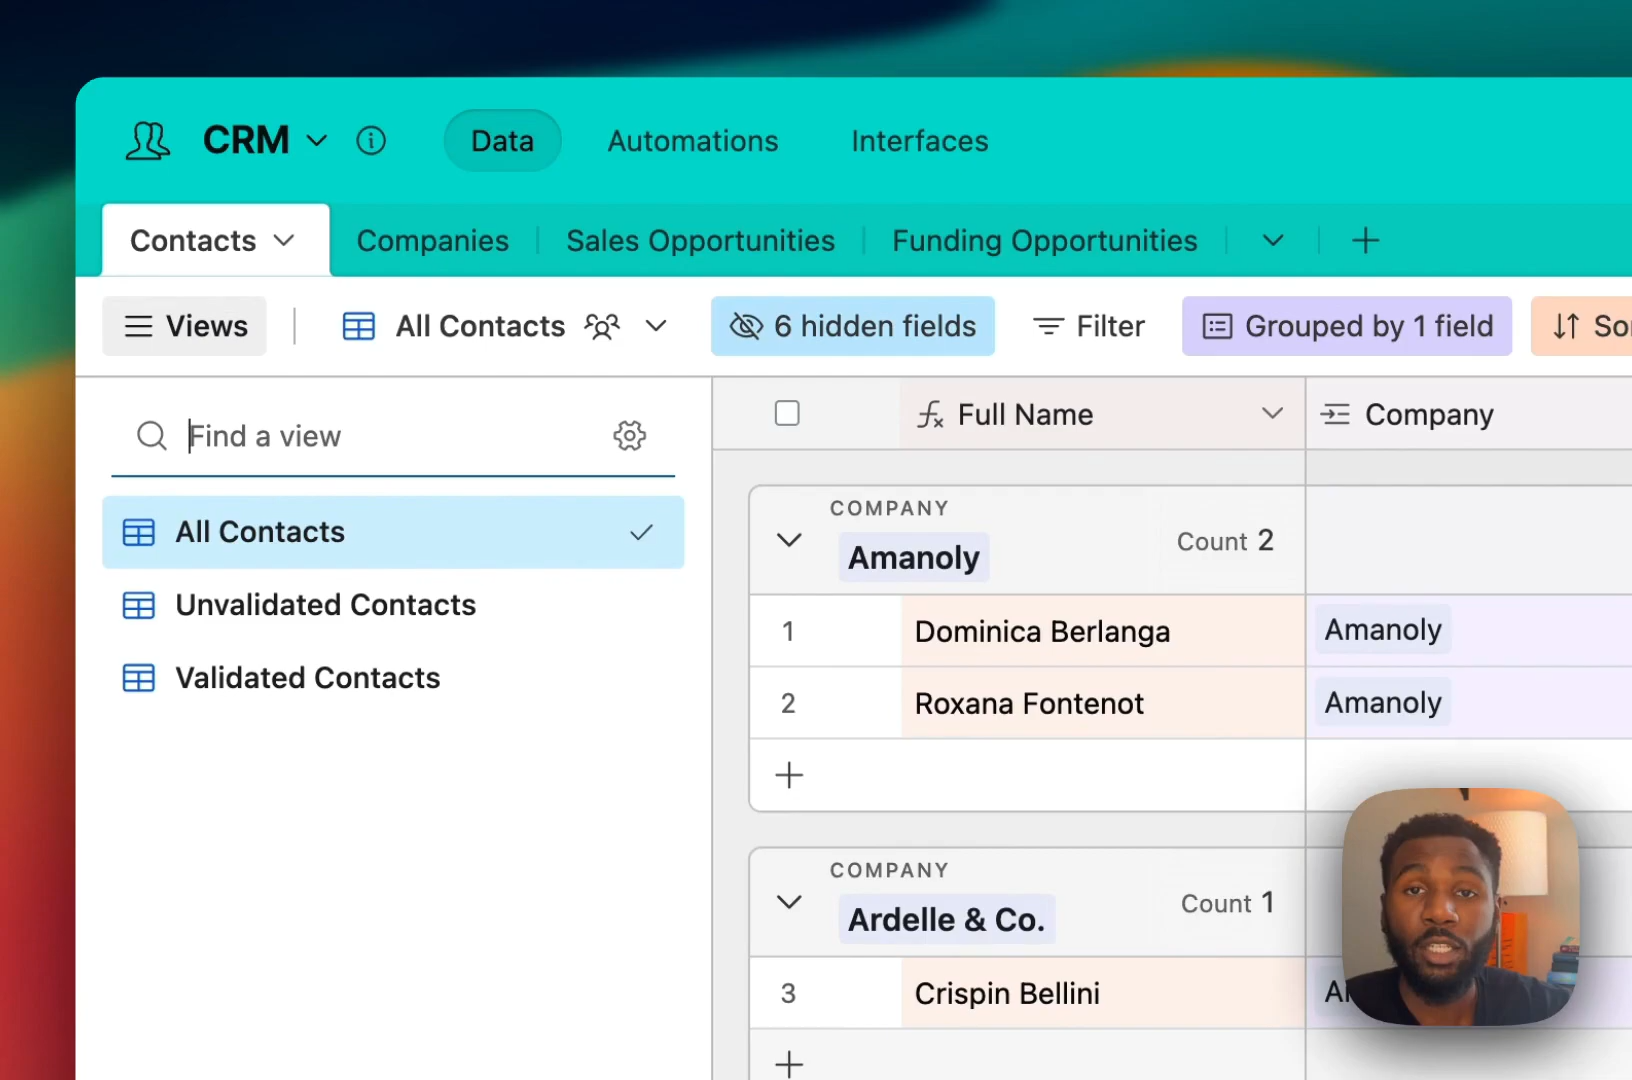 CRM
Data
Automations
Interfaces
Contacts
Companies
Sales Opportunities
Funding Opportunities
Views
All Contacts
6 hidden fields
Filter
Grouped by 1 field
Find a view
All Contacts
Unvalidated Contacts
Validated Contacts
Full Name
Company
COMPANY
Amanoly
Count 2
1
Dominica Berlanga
Amanoly
2
Roxana Fontenot
Amanoly
COMPANY
Ardelle & Co.
Count 1
3
Crispin Bellini